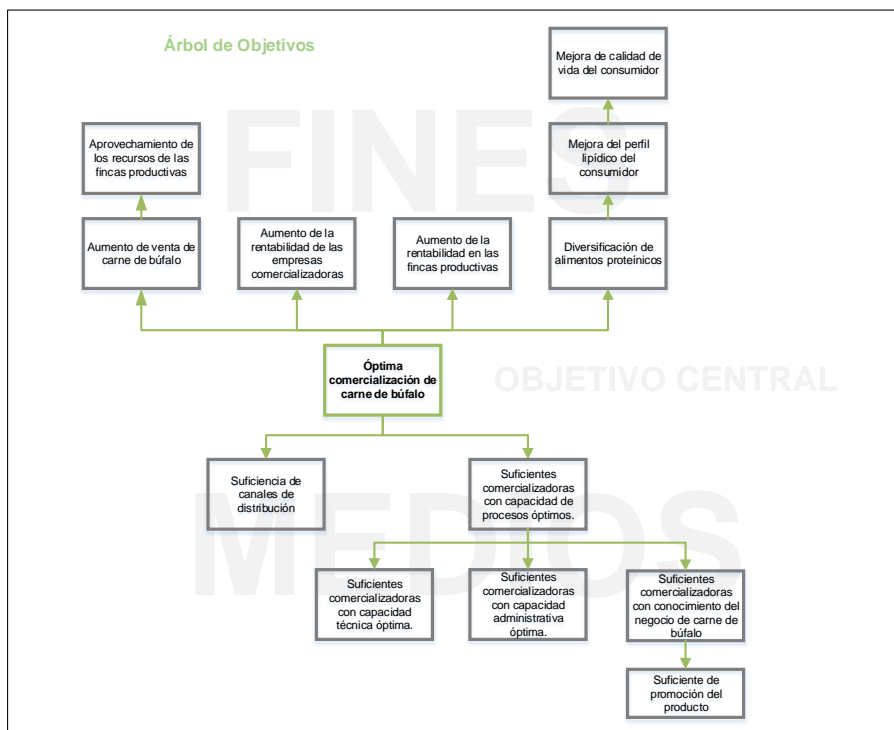 Árbol de Objetivos
Mejora de calidad de
vida del consumidor
FINES
Aprovechamiento de
los recursos de las
fincas productivas
Mejora del perfil
lipídico del
consumidor
Aumento de venta de
carne de búfalo
Aumento de la
rentabilidad de las
empresas
comercializadoras
Aumento de la
rentabilidad en las
fincas productivas
Diversificación de
alimentos proteínicos
Óptima
comercialización de
carne de búfalo
OBJETIVO CENTRAL
Suficiencia de
canales de
distribución
Suficientes
comercializadoras
con capacidad de
procesos óptimos.
MEDIOS
Suficientes
comercializadoras
con capacidad
técnica óptima.
Suficientes
comercializadoras
con capacidad
administrativa
óptima.
Suficientes
comercializadoras
con conocimiento del
negocio de carne de
búfalo
Suficiente de
promoción del
producto